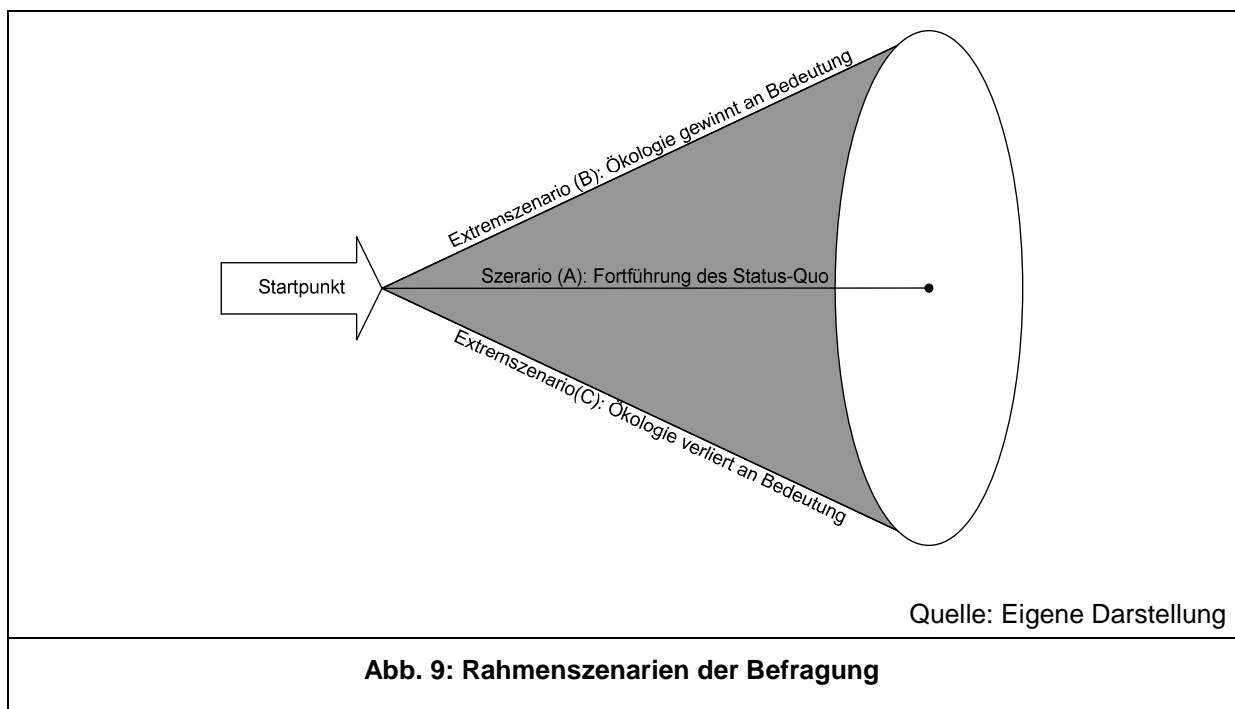 Extremszenario (B): Ökologie gewinnt an Bedeutung
Startpunkt
Szerario (A): Fortführung des Status-Quo
Extremszenario(C): Ökologie verliert an Bedeutung
Quelle: Eigene Darstellung
Abb. 9: Rahmenszenarien der Befragung